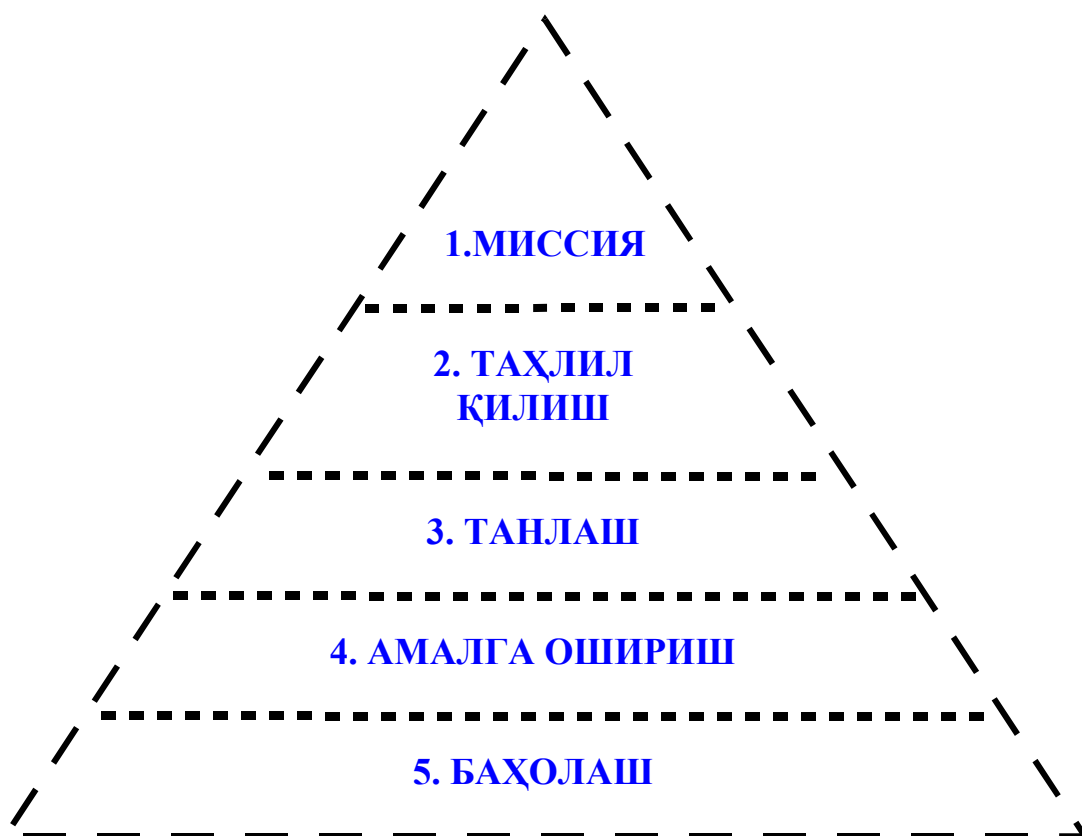 1.МИССИЯ
2. ТАҲЛИЛ
ҚИЛИШ
3. ТАНЛАШ
4. АМАЛГА ОШИРИШ
5. БАҲОЛАШ